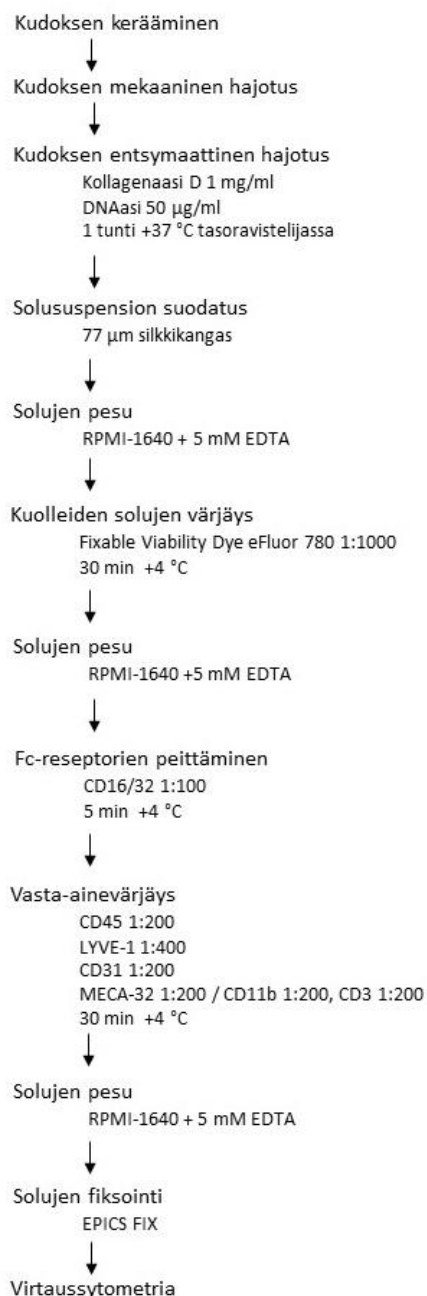 Kudoksen kerääminen
Kudoksen mekaaninen hajotus
Kudoksen entsymaattinen hajotus
Kollagenaasi D 1 mg/ml
DNAasi 50 µg/ml
1 tunti +37 °C tasoravistelijassa
Solususpension suodatus
77 µm silkkikangas
Solujen pesu
RPMI-1640 + 5 mM EDTA
Kuolleiden solujen värjäys
Fixable Viability Dye eFluor 780 1:1000
30 min +4 °C
Solujen pesu
RPMI-1640 +5 mM EDTA
Fc-reseptorien peittäminen
CD16/32 1:100
5 min +4 °C
Vasta-ainevärjäys
CD45 1:200
LYVE-1 1:400
CD31 1:200
MECA-32 1:200 / CD11b 1:200, CD3 1:200
30 min +4 °C
Solujen pesu
RPMI-1640 + 5 mM EDTA
Solujen fiksointi
EPICS FIX
Virtaussytometria